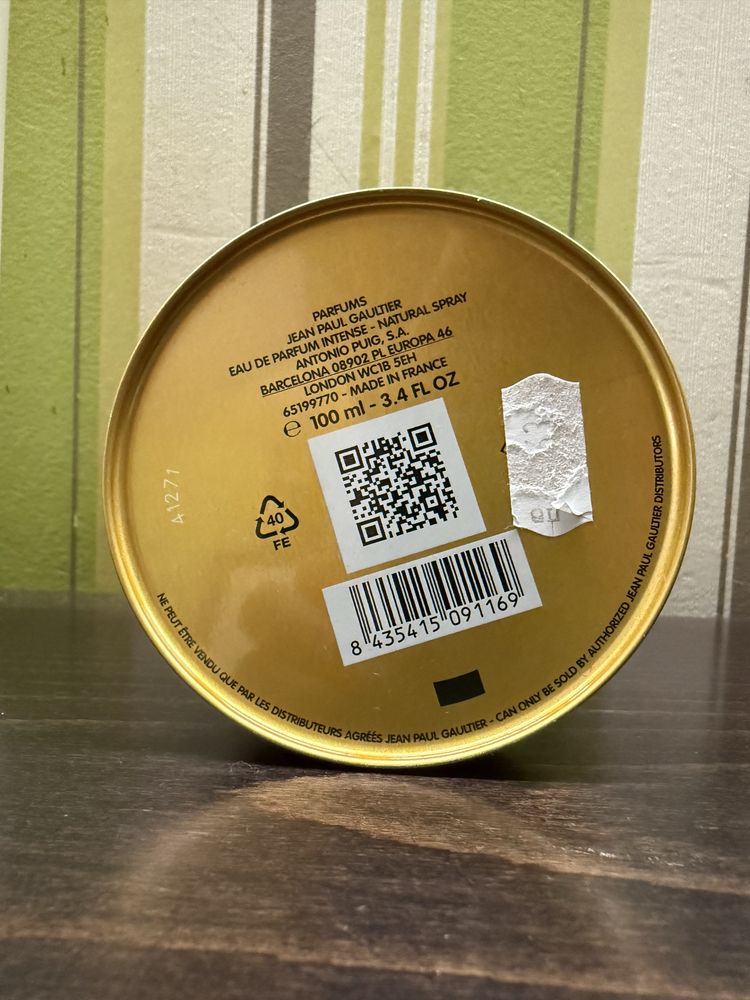 PARFUMS
JEAN PAUL GAULTIER
EAU DE PARFUM INTENSE - NATURAL SPRAY
ANTONIO PUIG, S.A.
BARCELONA 08902 PL EUROPA 46
LONDON WC1B 5EH
65199770 - MADE IN FRANCE
e 100 ml - 3.4 FL OZ
41271
40
FE
8 435415 091169
NE PEUT ÊTRE VENDU QUE PAR LES DISTRIBUTEURS AGRÉÉS JEAN PAUL GAULTIER - CAN ONLY BE SOLD BY AUTHORIZED JEAN PAUL GAULTIER DISTRIBUTORS